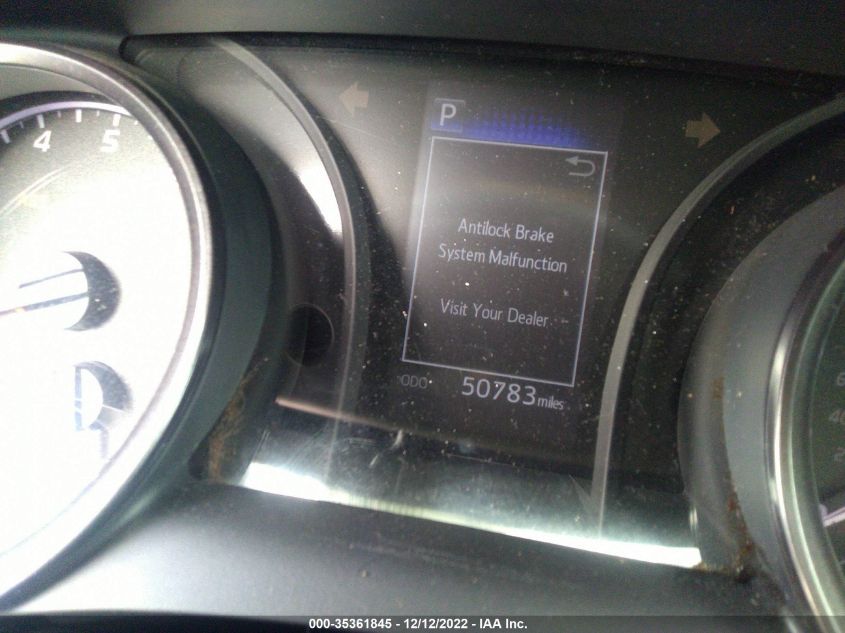 4 5
P
Antilock Brake
System Malfunction
Visit Your Dealer
ODO 50783 miles
000-35361845 - 12/12/2022 - IAA Inc.